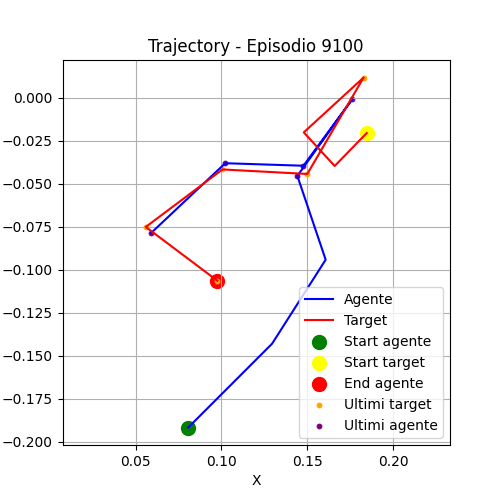 Trajectory - Episodio 9100
0.000
−0.025
−0.050
−0.075
−0.100
−0.125
−0.150
−0.175
−0.200
Agente
Target
Start agente
Start target
End agente
Ultimi target
Ultimi agente
0.05 0.10 0.15 0.20
X